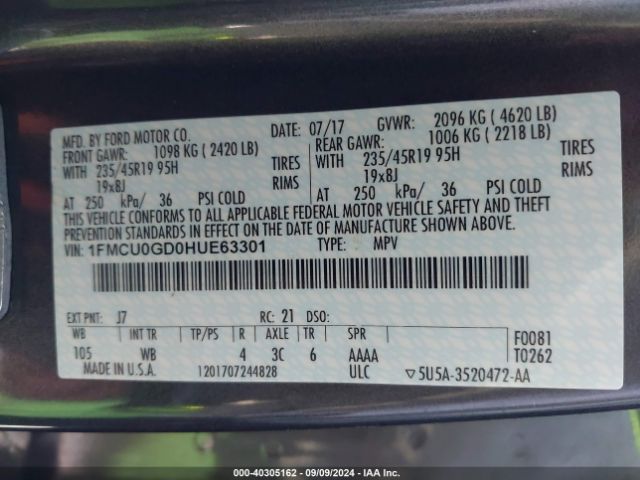 MFD. BY FORD MOTOR CO.
DATE: 07/17 GVWR: 2096 KG ( 4620 LB)
FRONT GAWR: 1098 KG ( 2420 LB) REAR GAWR: 1006 KG ( 2218 LB)
WITH 235/45R19 95H TIRES WITH 235/45R19 95H TIRES
19x8J RIMS 19x8J RIMS
AT 250 kPa/ 36 PSI COLD AT 250 kPa/ 36 PSI COLD
THIS VEHICLE CONFORMS TO ALL APPLICABLE FEDERAL MOTOR VEHICLE SAFETY AND THEFT
PREVENTION STANDARDS IN EFFECT ON THE DATE OF MANUFACTURE SHOWN ABOVE.
VIN: 1FMCU0GD0HUE63301 TYPE: MPV
EXT PNT: J7 RC: 21 DSO:
WB INT TR TP/PS R AXLE TR SPR F0081
105 WB 4 3C 6 AAAA T0262
MADE IN U.S.A. 1201707244828 ULC ▽5U5A-3520472-AA
000-40305162 - 09/09/2024 - IAA Inc.